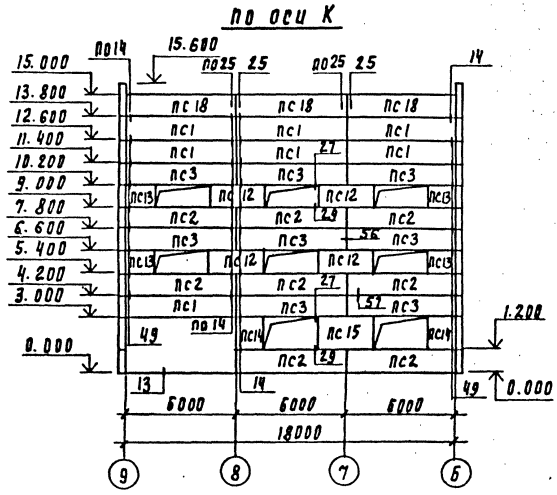 по оси К
15.000
по14
15.600
по25
25
по25
25
14
13.800
пс18
пс18
пс18
12.600
пс1
пс1
пс1
11.400
пс1
пс1
27
10.200
пс3
пс3
пс3
9.000
пс13
пс12
пс12
пс13
7.800
пс2
пс2
29
пс2
6.600
пс3
пс3
56
пс3
5.400
пс13
пс12
пс12
пс13
4.200
пс2
пс2
27
пс2
3.000
пс1
пс3
57
пс3
1.200
49
по14
пс14
пс15
пс14
0.000
пс2
29
пс2
13
14
49
0.000
6000
6000
6000
18000
9
8
7
6